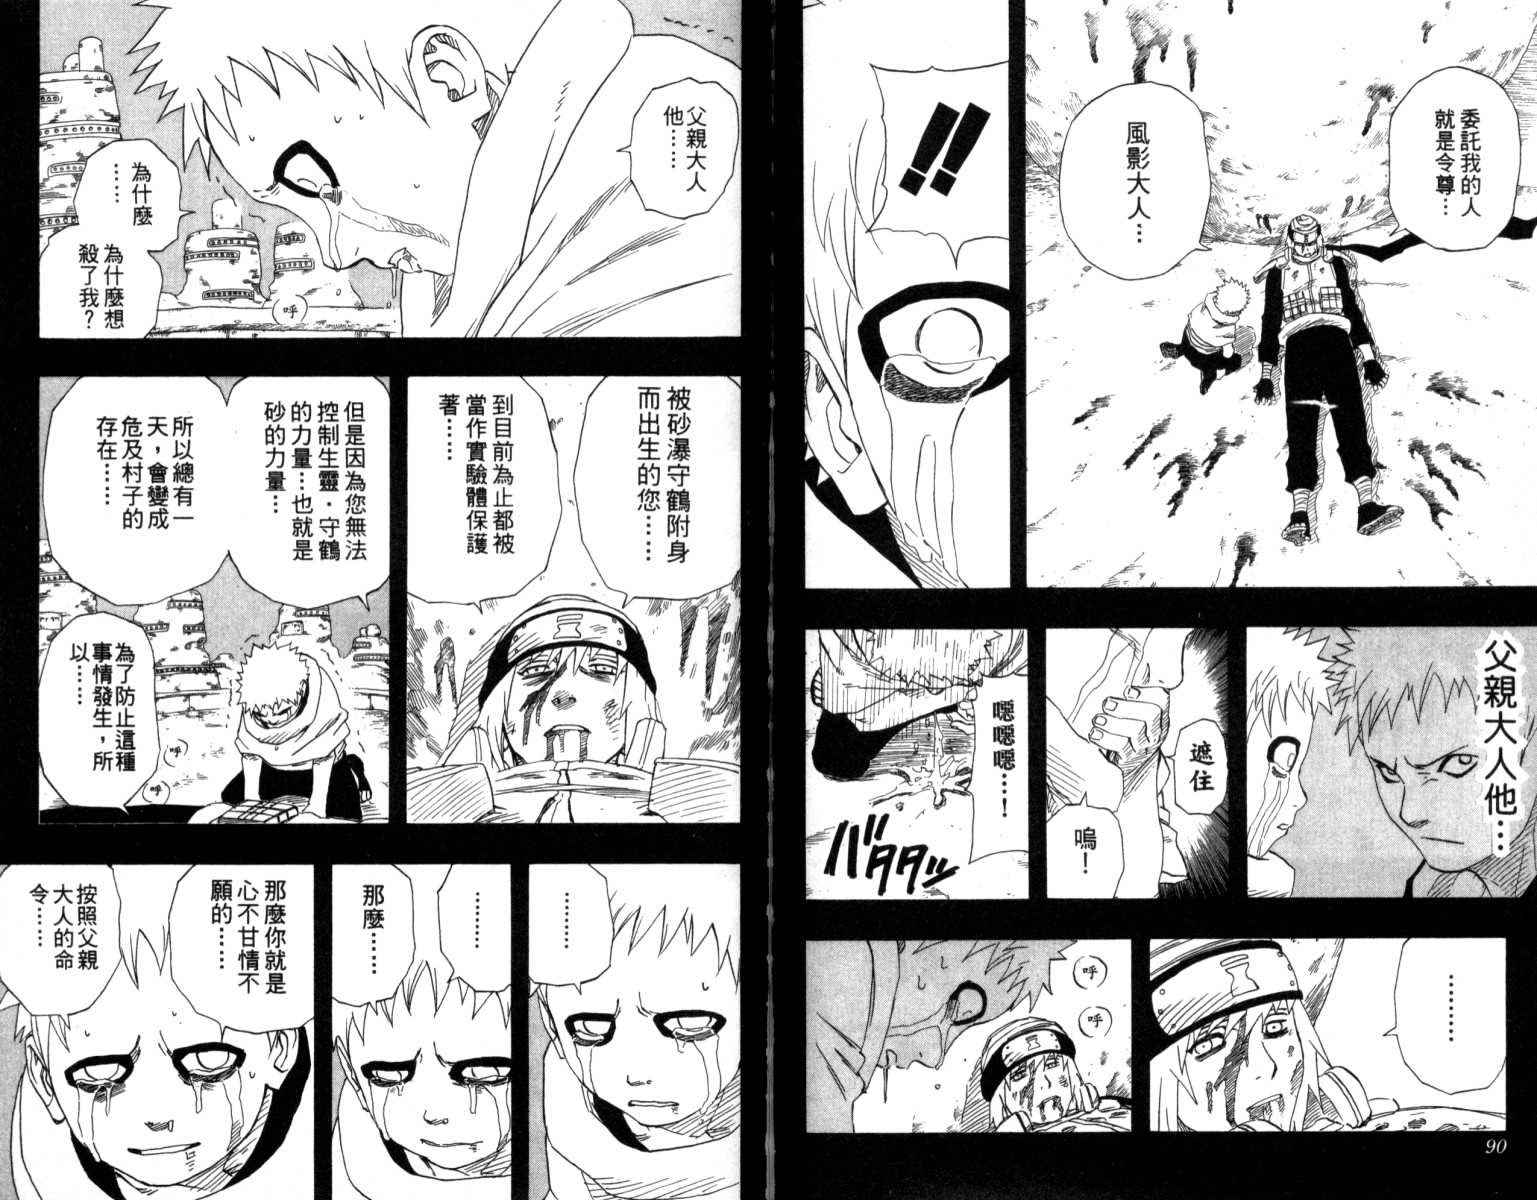 委託我的人
就是令尊…
風影大人…
!!
父親大人他…
遮住
嗚！
噁噁噁…！
バタタッ
………
呼
呼
90
父親大人
他……
為什麼
……
為什麼想
殺了我？
呼
被砂瀑守鶴附身
而出生的您……
到目前為止都被
當作實驗體保護
著……
但是因為您無法
控制生靈．守鶴
的力量…也就是
砂的力量…
所以總有一
天，會變成
危及村子的
存在……
為了防止這種
事情發生，所
以……
呼
呼
………
………
那麼……
那麼你就是
心不甘情不
願的……
按照父親
大人的命
令……